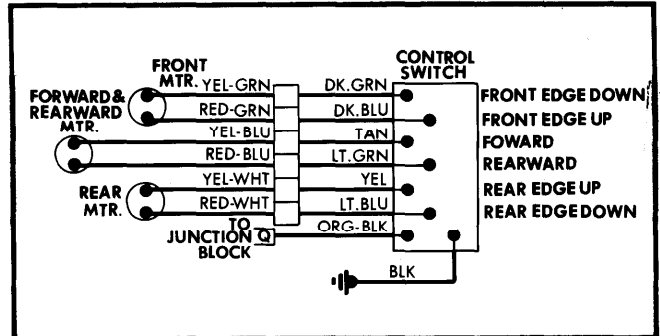 FRONT MTR.
CONTROL SWITCH
FORWARD& REARWARD MTR.
YEL-GRN DK.GRN FRONT EDGE DOWN
RED-GRN DK.BLU FRONT EDGE UP
YEL-BLU TAN FOWARD
RED-BLU LT.GRN REARWARD
REAR MTR.
YEL-WHT YEL REAR EDGE UP
RED-WHT LT.BLU REAR EDGE DOWN
TO JUNCTION BLOCK Q ORG-BLK
BLK